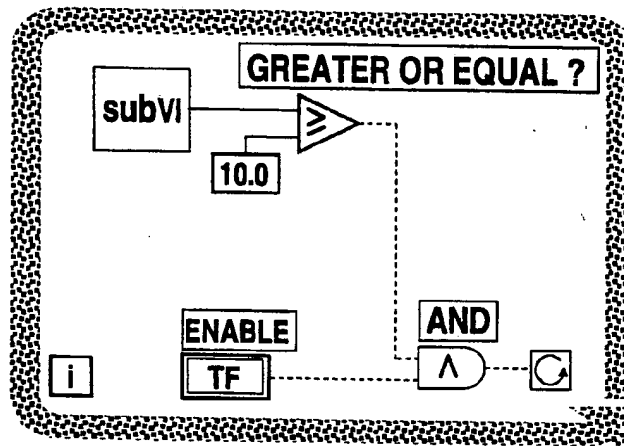 GREATER OR EQUAL ?
subVI
≥
10.0
ENABLE
AND
i
TF
∧